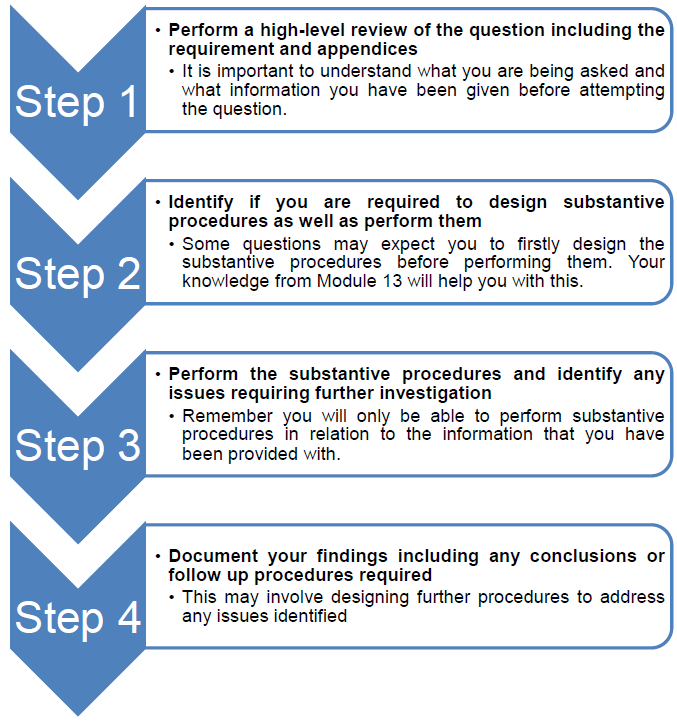 Step 1
• Perform a high-level review of the question including the
requirement and appendices
• It is important to understand what you are being asked and
what information you have been given before attempting
the question.
Step 2
• Identify if you are required to design substantive
procedures as well as perform them
• Some questions may expect you to firstly design the
substantive procedures before performing them. Your
knowledge from Module 13 will help you with this.
Step 3
• Perform the substantive procedures and identify any
issues requiring further investigation
• Remember you will only be able to perform substantive
procedures in relation to the information that you have
been provided with.
Step 4
• Document your findings including any conclusions or
follow up procedures required
• This may involve designing further procedures to address
any issues identified